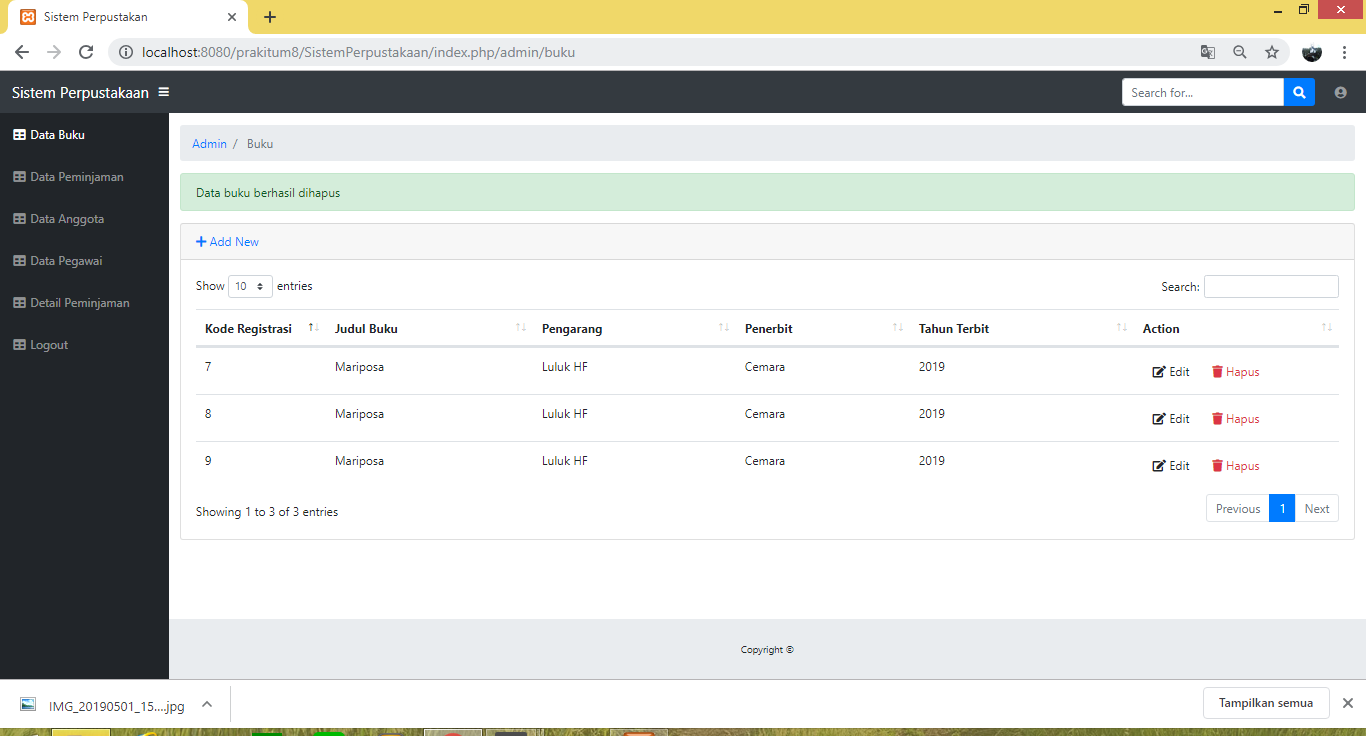 Sistem Perpustakan
localhost:8080/prakitum8/SistemPerpustakaan/index.php/admin/buku
Sistem Perpustakaan
Search for...
Data Buku
Data Peminjaman
Data Anggota
Data Pegawai
Detail Peminjaman
Logout
Admin / Buku
Data buku berhasil dihapus
Add New
Show 10 entries
Search:
Kode Registrasi Judul Buku Pengarang Penerbit Tahun Terbit Action
7 Mariposa Luluk HF Cemara 2019 Edit Hapus
8 Mariposa Luluk HF Cemara 2019 Edit Hapus
9 Mariposa Luluk HF Cemara 2019 Edit Hapus
Showing 1 to 3 of 3 entries
Previous 1 Next
Copyright ©
IMG_20190501_15....jpg
Tampilkan semua